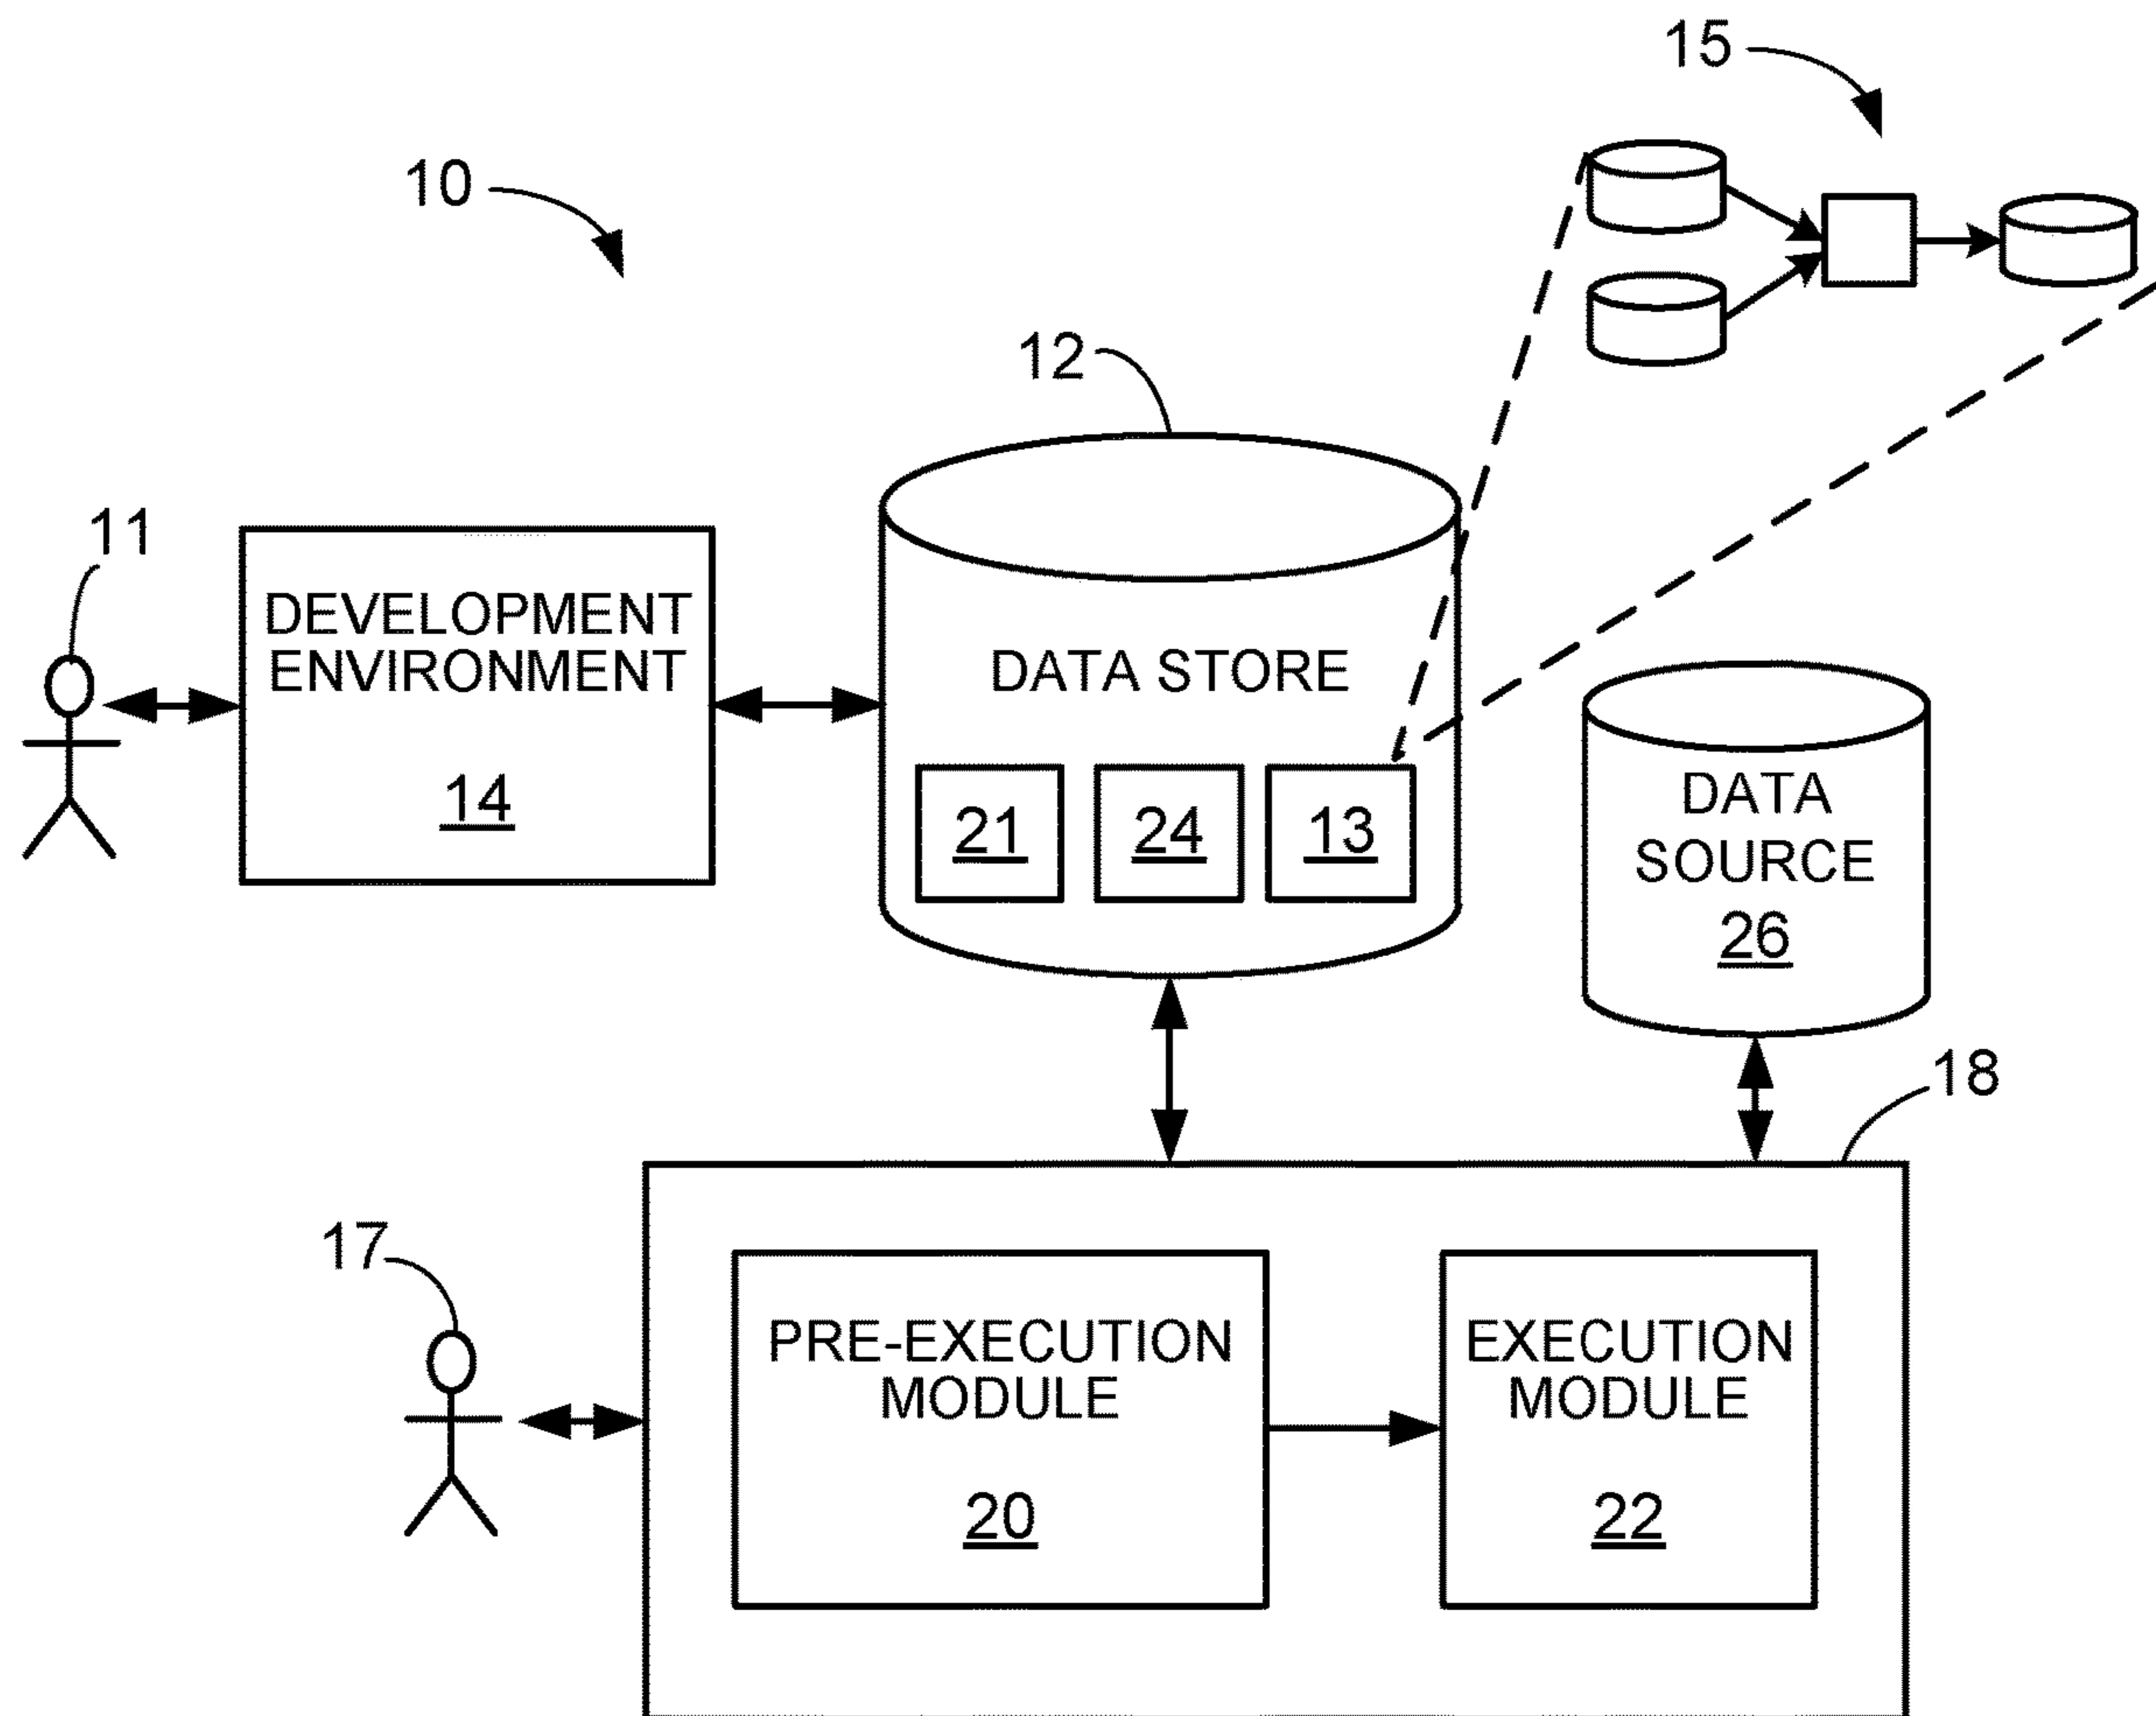 15
10
12
11
DEVELOPMENT
ENVIRONMENT
14
DATA STORE
21
24
13
DATA
SOURCE
26
18
17
PRE-EXECUTION
MODULE
20
EXECUTION
MODULE
22